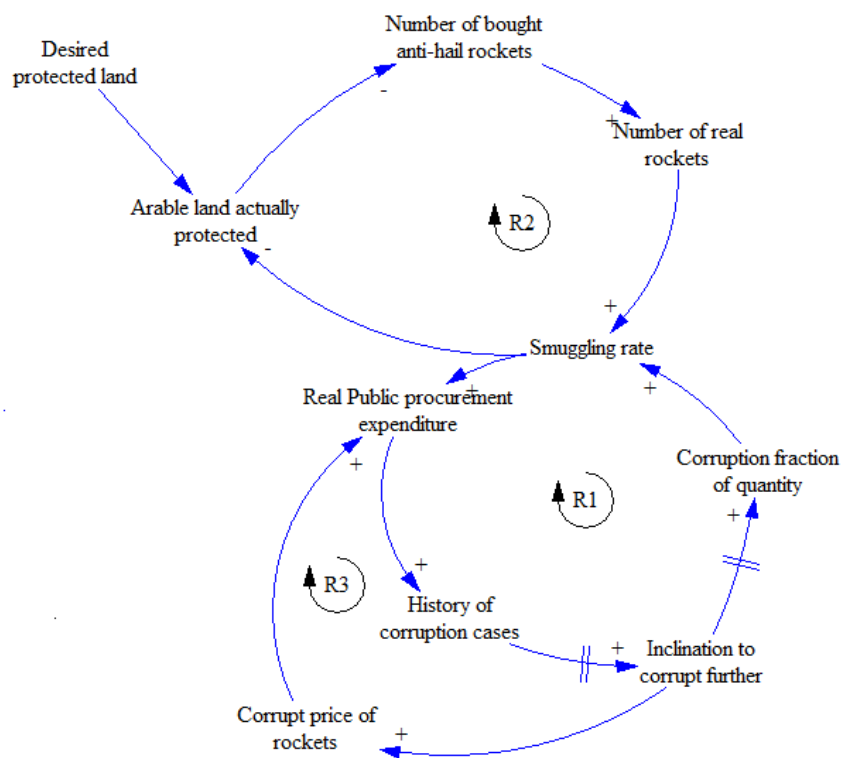 Number of bought
anti-hail rockets
Desired
protected land
-
+
Number of real
rockets
Arable land actually
protected
-
R2
+
Smuggling rate
+
+
Real Public procurement
expenditure
+
Corruption fraction
of quantity
+
R1
+
R3
History of
corruption cases
+
Inclination to
corrupt further
Corrupt price of
rockets
+